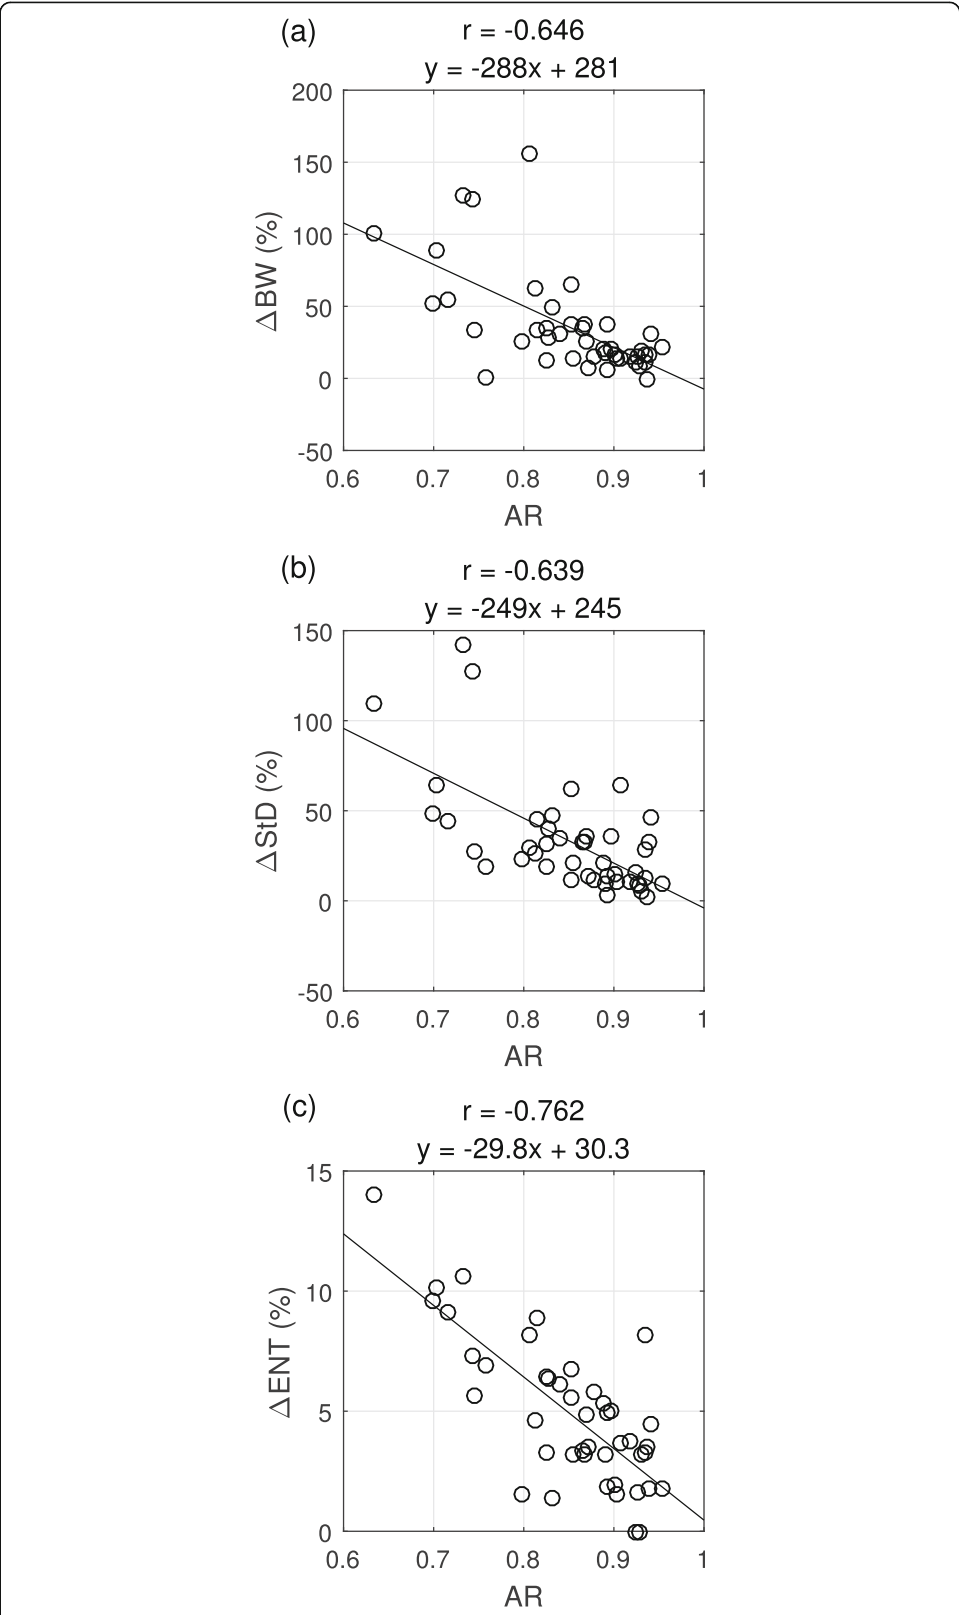 (a)
r = -0.646
y = -288x + 281
200
150
100
50
0
-50
ΔBW (%)
0.6 0.7 0.8 0.9 1
AR
(b)
r = -0.639
y = -249x + 245
150
100
50
0
-50
ΔStD (%)
0.6 0.7 0.8 0.9 1
AR
(c)
r = -0.762
y = -29.8x + 30.3
15
10
5
0
ΔENT (%)
0.6 0.7 0.8 0.9 1
AR